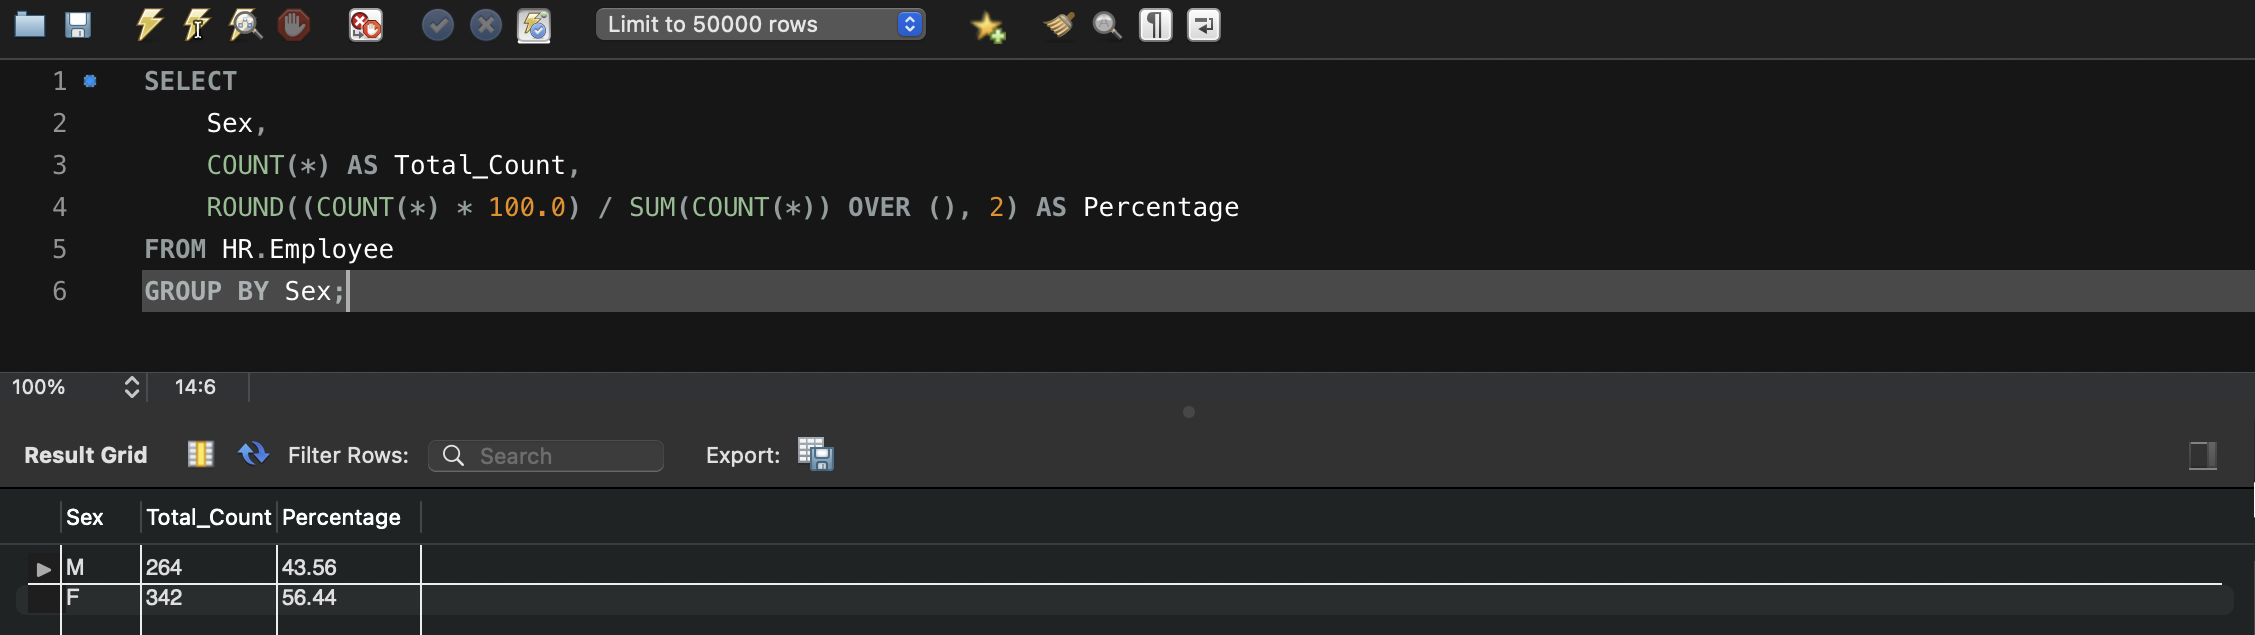 Limit to 50000 rows
1 SELECT
2 Sex,
3 COUNT(*) AS Total_Count,
4 ROUND((COUNT(*) * 100.0) / SUM(COUNT(*)) OVER (), 2) AS Percentage
5 FROM HR.Employee
6 GROUP BY Sex;
100% 14:6
Result Grid Filter Rows: Search Export:
Sex Total_Count Percentage
M 264 43.56
F 342 56.44